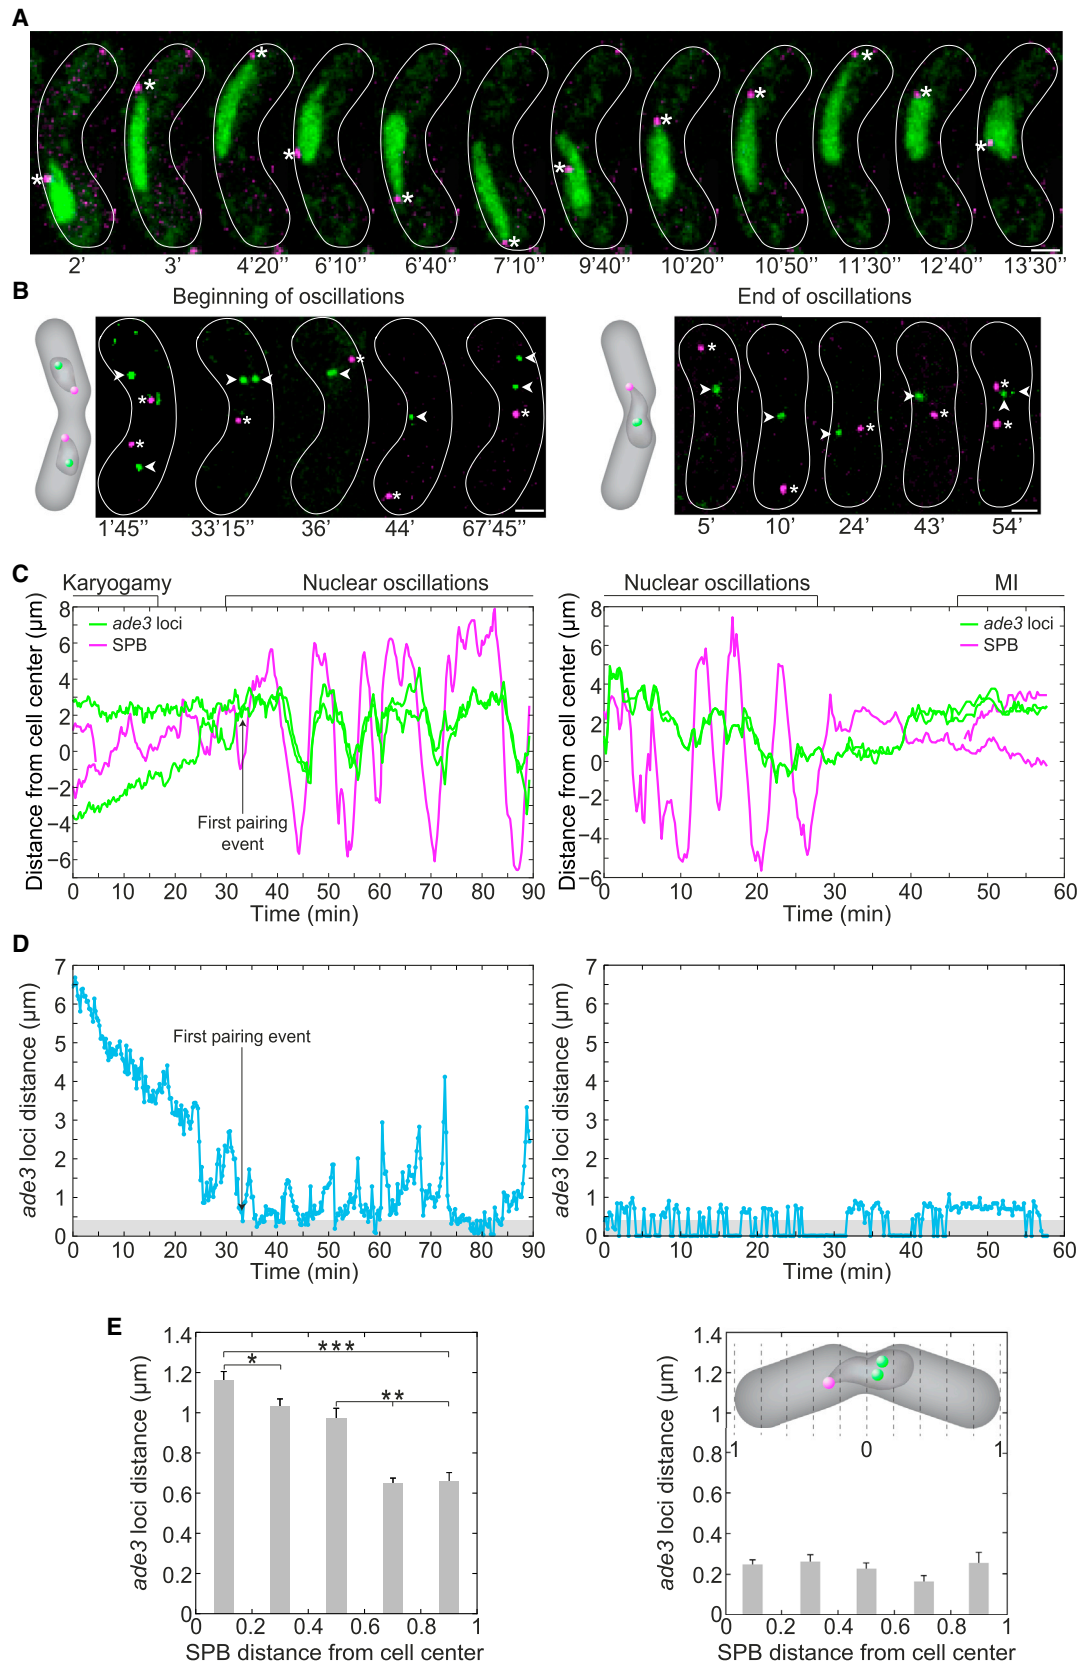 A
* * * * * * * * * * * *
2' 3' 4'20'' 6'10'' 6'40'' 7'10'' 9'40'' 10'20'' 10'50'' 11'30'' 12'40'' 13'30''
B
Beginning of oscillations
End of oscillations
* * * * * *
* * * * * *
1'45'' 33'15'' 36' 44' 67'45''
5' 10' 24' 43' 54'
C
Karyogamy
Nuclear oscillations
Distance from cell center (μm)
8
6
4
2
0
−2
−4
−6
ade3 loci
SPB
First pairing
event
0 10 20 30 40 50 60 70 80 90
Time (min)
Nuclear oscillations
MI
Distance from cell center (μm)
8
6
4
2
0
−2
−4
−6
ade3 loci
SPB
0 10 20 30 40 50 60
Time (min)
D
ade3 loci distance (μm)
7
6
5
4
3
2
1
0
First pairing event
0 10 20 30 40 50 60 70 80 90
Time (min)
ade3 loci distance (μm)
7
6
5
4
3
2
1
0
0 10 20 30 40 50 60
Time (min)
E
ade3 loci distance (μm)
1.4
1.2
1
0.8
0.6
0.4
0.2
0
***
*
**
0 0.2 0.4 0.6 0.8 1
SPB distance from cell center
ade3 loci distance (μm)
1.4
1.2
1
0.8
0.6
0.4
0.2
0
1 0 1
0 0.2 0.4 0.6 0.8 1
SPB distance from cell center